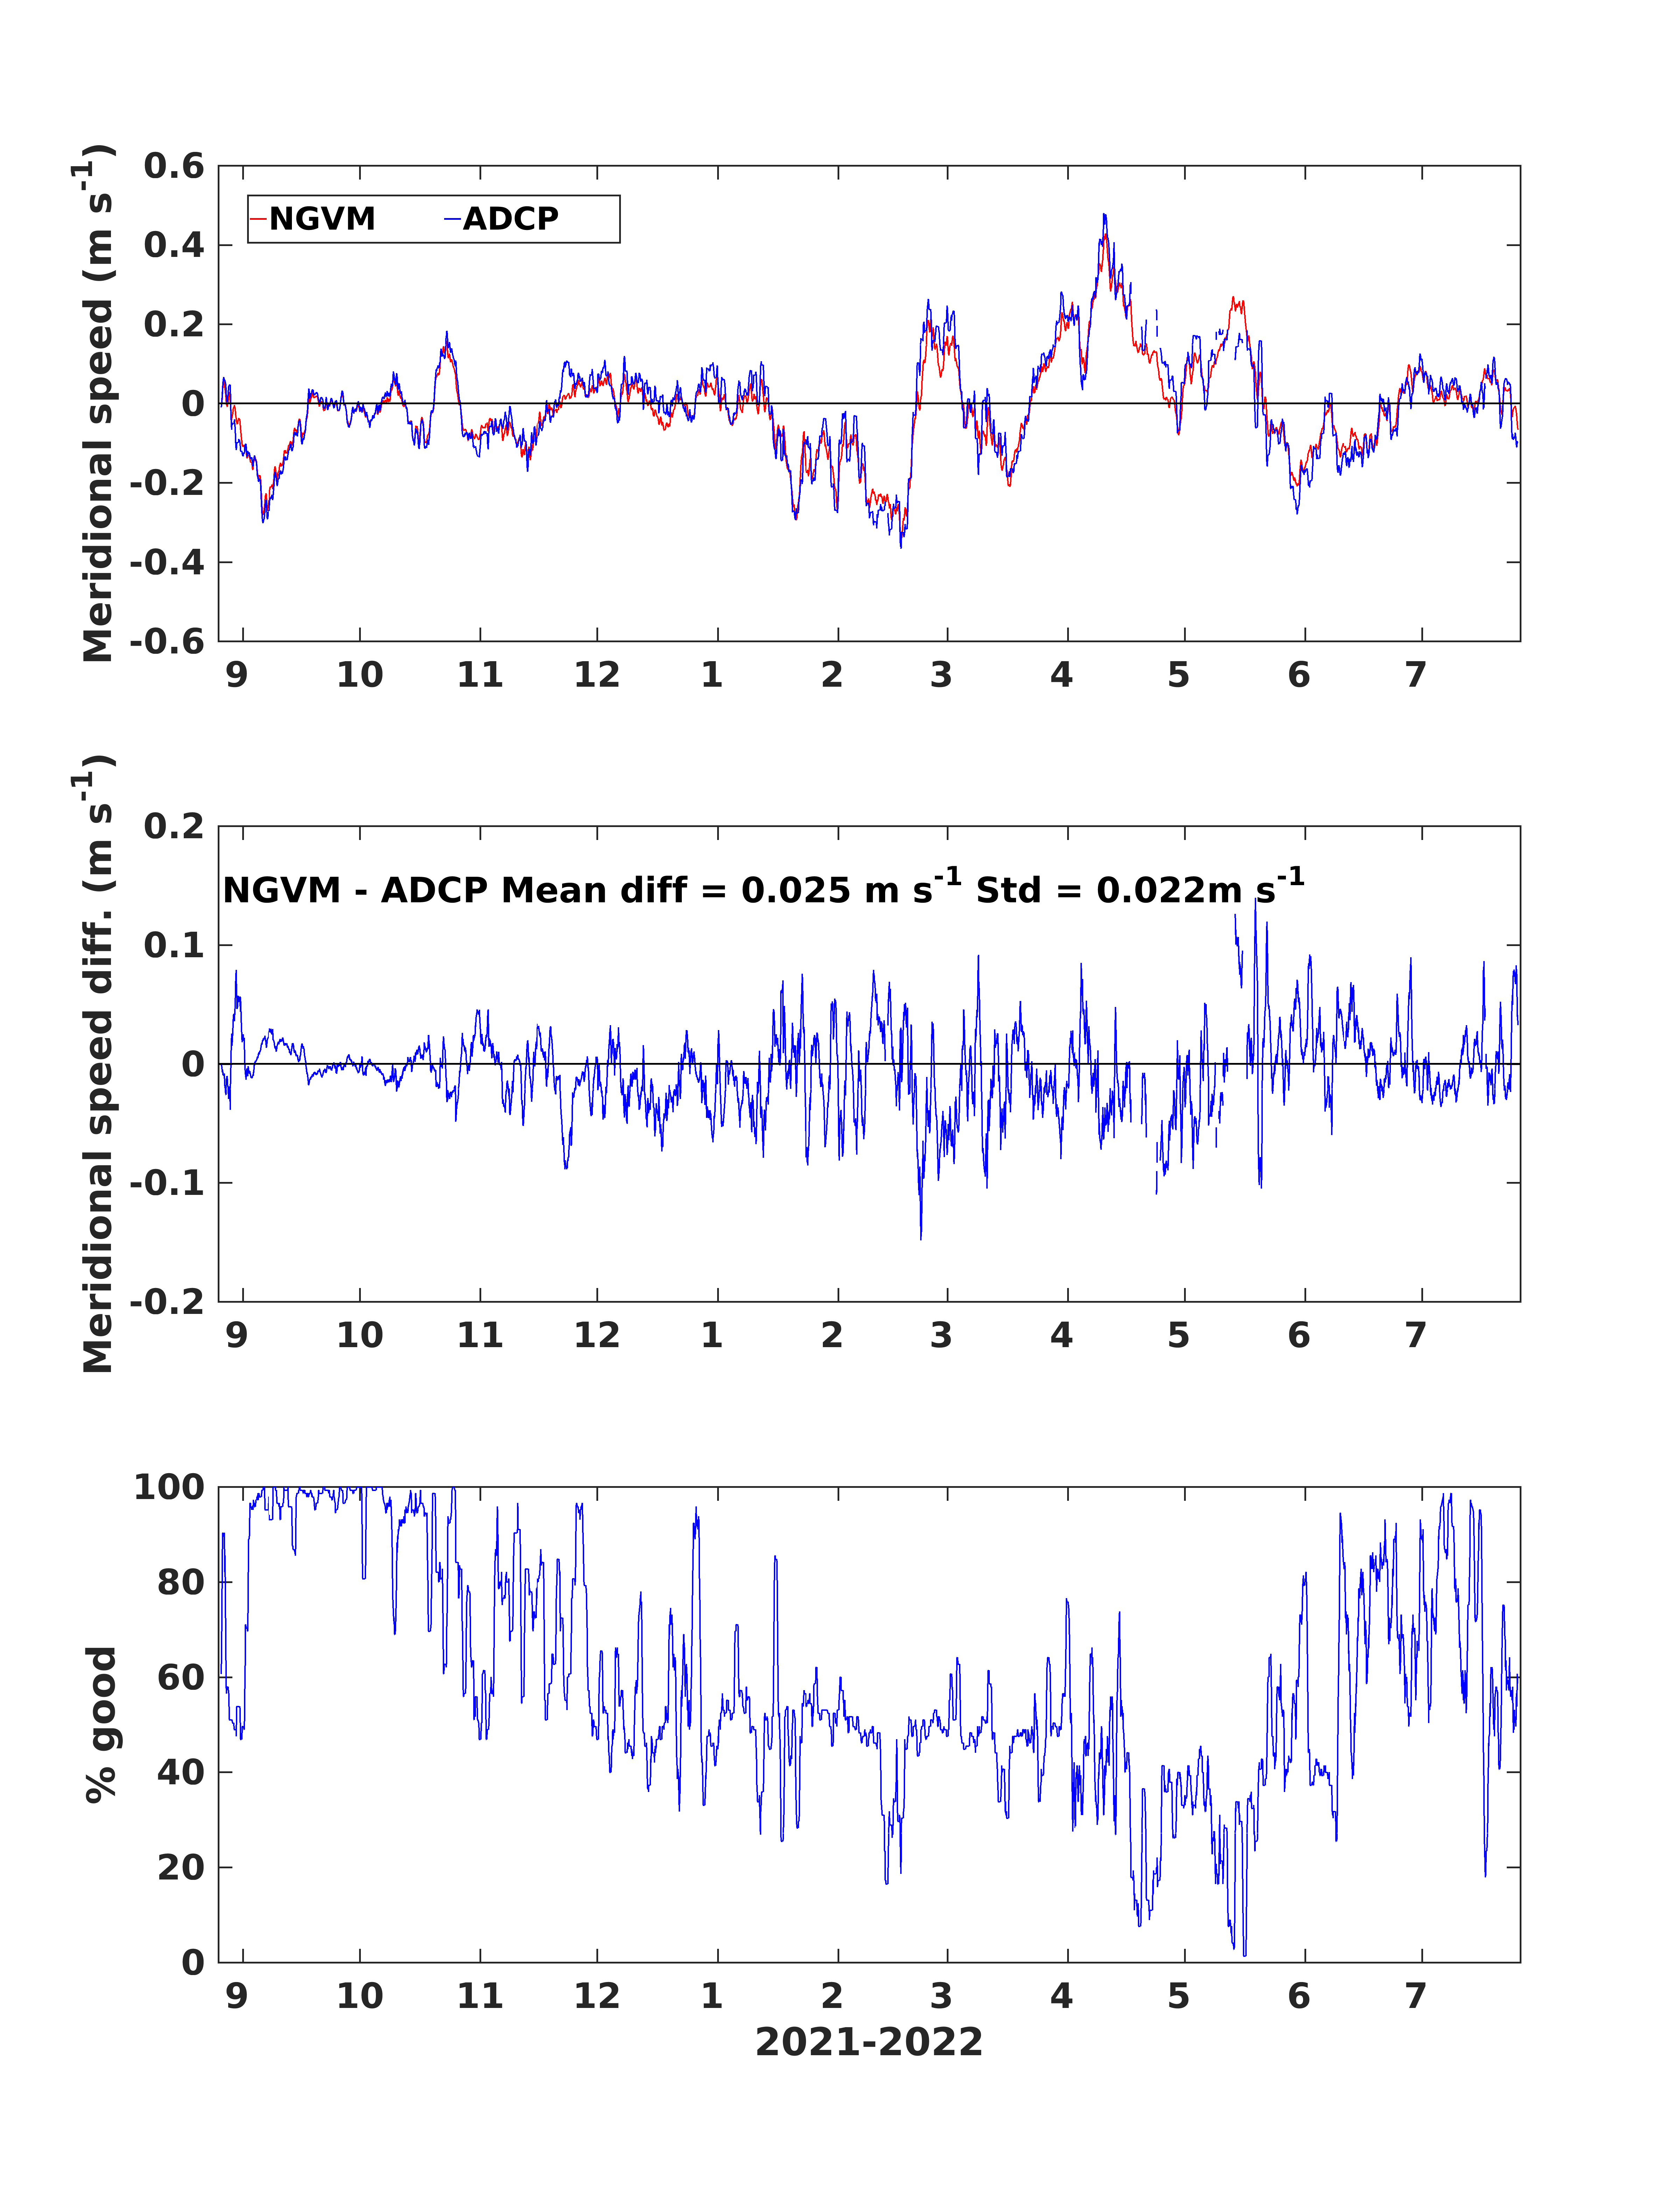 Meridional speed (m s-1)
0.6
0.4
0.2
0
-0.2
-0.4
-0.6
NGVM ADCP
9 10 11 12 1 2 3 4 5 6 7
Meridional speed diff. (m s-1)
0.2
0.1
0
-0.1
-0.2
NGVM - ADCP Mean diff = 0.025 m s-1 Std = 0.022m s-1
9 10 11 12 1 2 3 4 5 6 7
% good
100
80
60
40
20
0
9 10 11 12 1 2 3 4 5 6 7
2021-2022